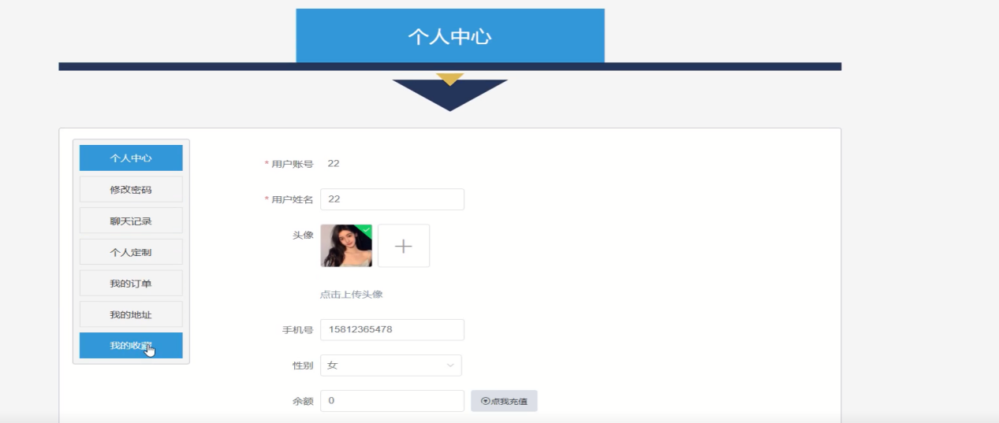 个人中心
个人中心
修改密码
聊天记录
个人定制
我的订单
我的地址
我的收藏
* 用户账号 22
* 用户姓名 22
头像
点击上传头像
手机号 15812365478
性别 女
余额 0 点我充值